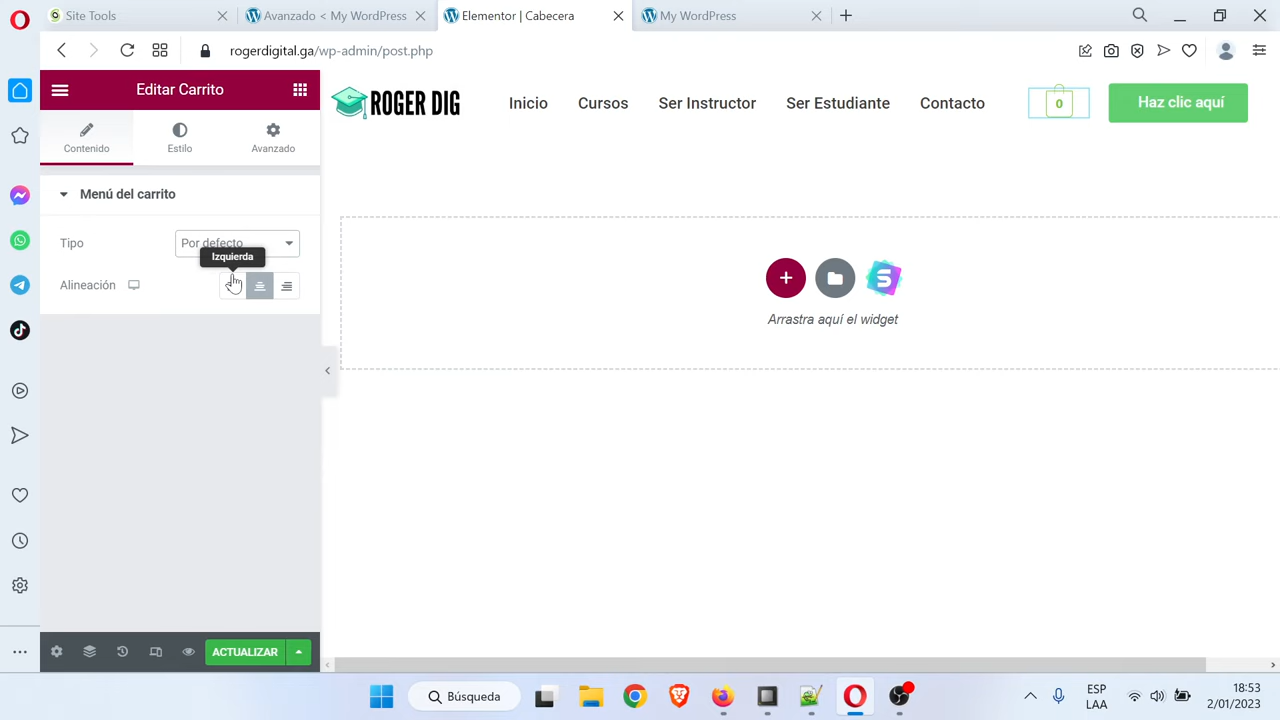 Site Tools
Avanzado < My WordPress
Elementor | Cabecera
My WordPress
rogerdigital.ga/wp-admin/post.php
Editar Carrito
ROGER DIG
Inicio
Cursos
Ser Instructor
Ser Estudiante
Contacto
0
Haz clic aquí
Contenido
Estilo
Avanzado
Menú del carrito
Tipo
Por defecto
Izquierda
Alineación
Arrastra aquí el widget
ACTUALIZAR
Búsqueda
ESP
LAA
18:53
2/01/2023